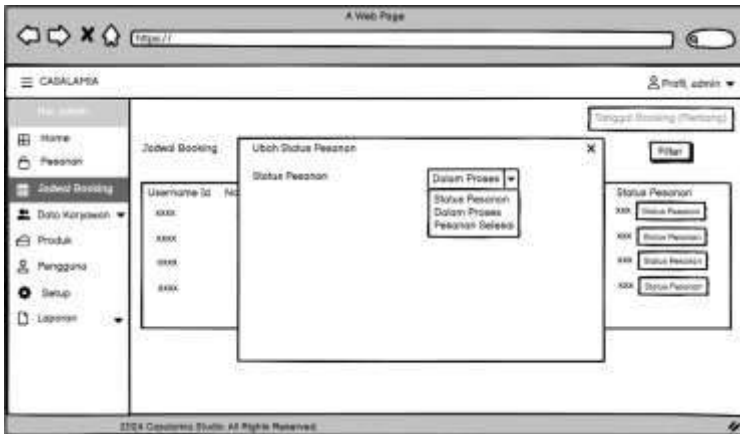 A Web Page
https://
CASALAMIA
Profil, admin
Home
Pesanan
Jadwal Booking
Data Karyawan
Produk
Pengguna
Setup
Laporan
Tanggal Booking (Rentang)
Jadwal Booking
Filter
Username Id No
xxxx
xxxx
xxxx
xxxx
Ubah Status Pesanan
Status Pesanan
Dalam Proses
Status Pesanan
Dalam Proses
Pesanan Selesai
Status Pesanan
xxx Status Pesanan
xxx Status Pesanan
xxx Status Pesanan
xxx Status Pesanan
2024 Casalamia Studio. All Rights Reserved.